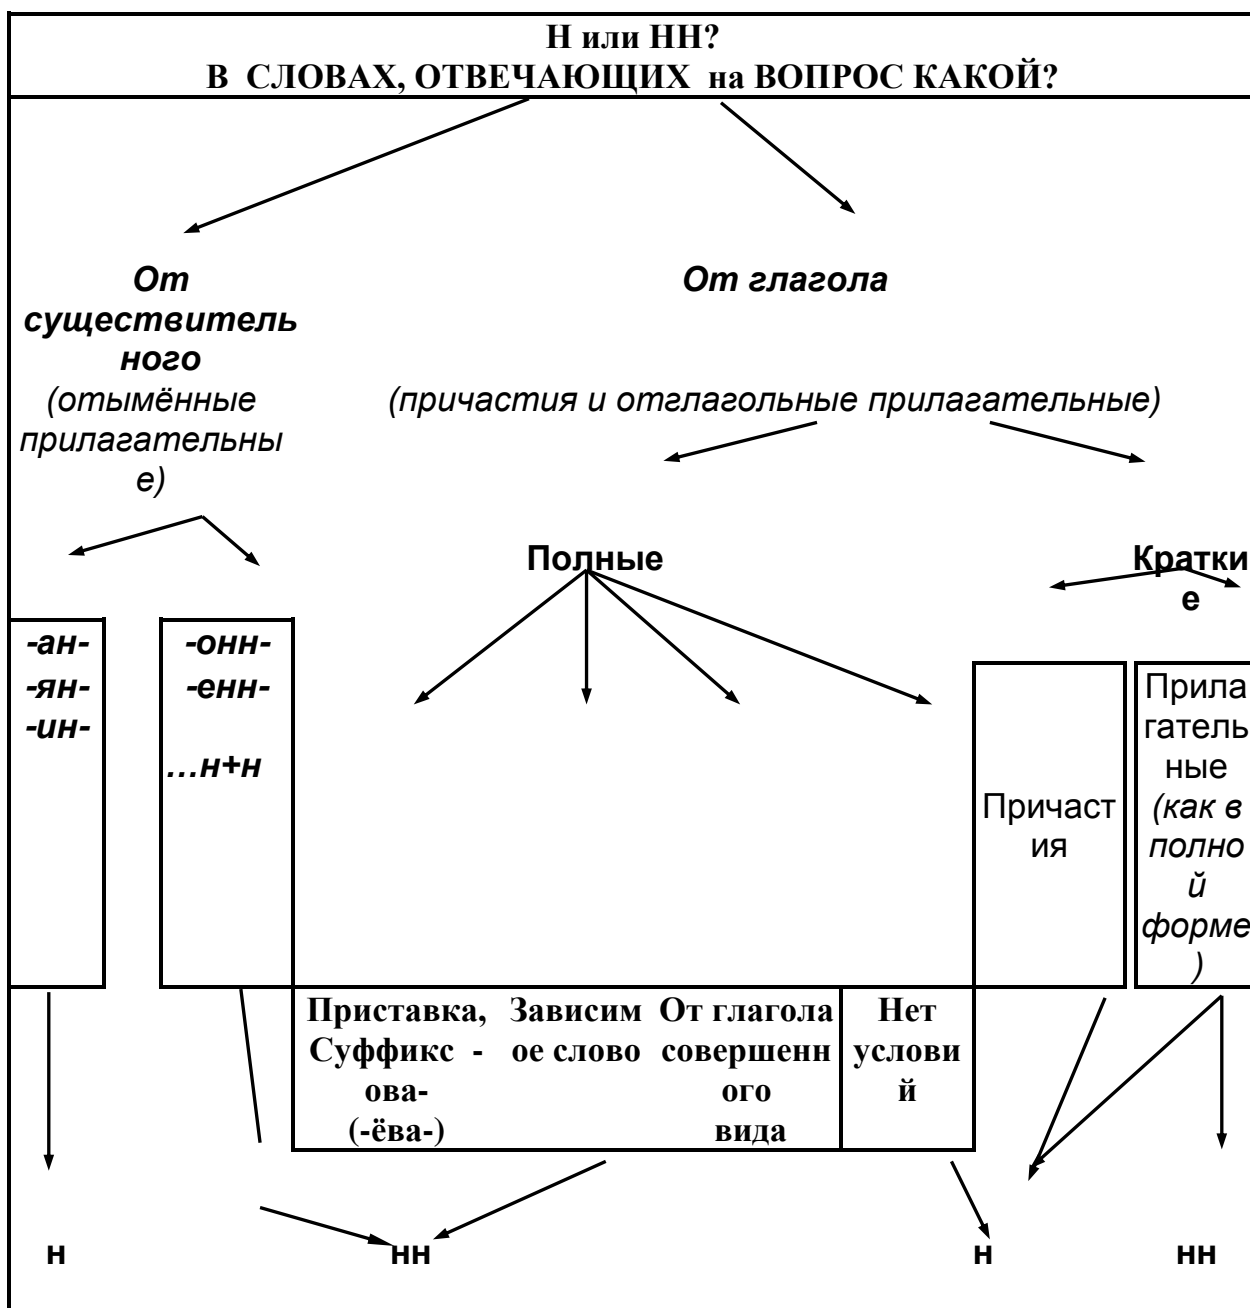 Н или НН?
В СЛОВАХ, ОТВЕЧАЮЩИХ на ВОПРОС КАКОЙ?
От
существитель
ного
(отымённые
прилагательны
е)
От глагола
(причастия и отглагольные прилагательные)
Полные
Кратки
е
-ан-
-ян-
-ин-
-онн-
-енн-
…н+н
Причаст
ия
Прила
гатель
ные
(как в
полно
й
форме
)
Приставка,
Суффикс -
ова-
(-ёва-)
Зависим
ое слово
От глагола
совершенн
ого
вида
Нет
услови
й
н
нн
н
нн